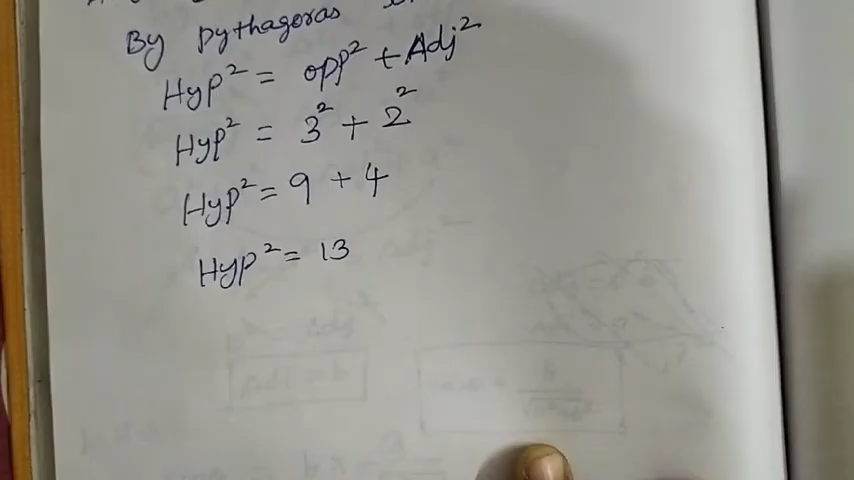 By Pythagoras
Hyp² = opp² + Adj²
Hyp² = 3² + 2²
Hyp² = 9 + 4
Hyp² = 13